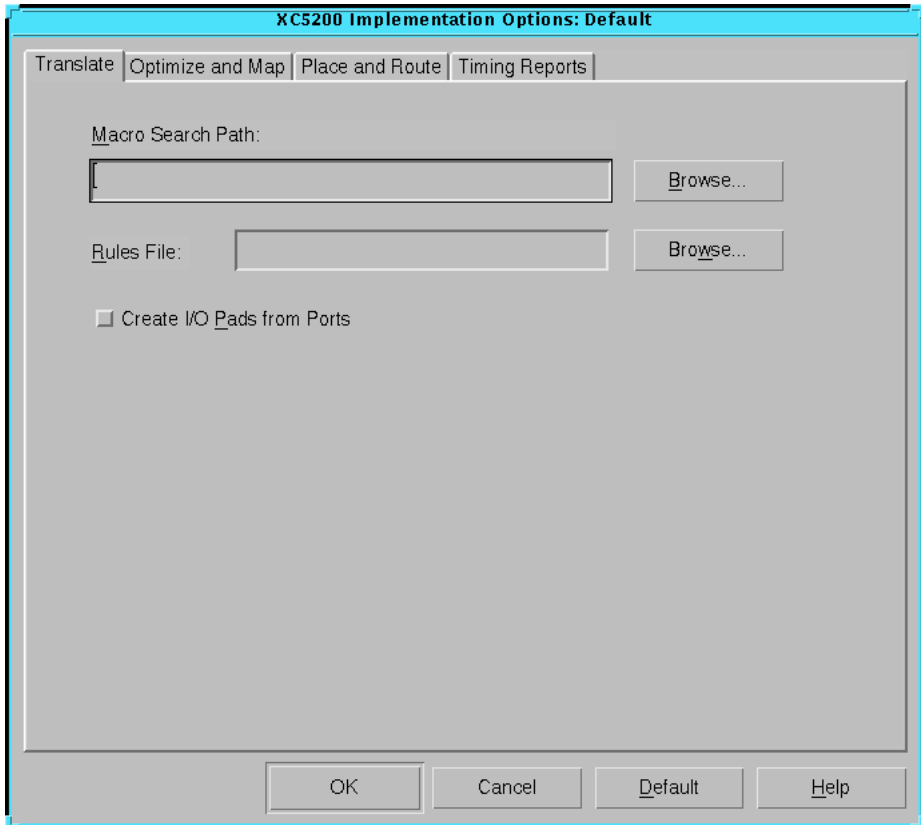 XC5200 Implementation Options: Default
Translate Optimize and Map Place and Route Timing Reports
Macro Search Path:
Browse...
Rules File: Browse...
Create I/O Pads from Ports
OK Cancel Default Help